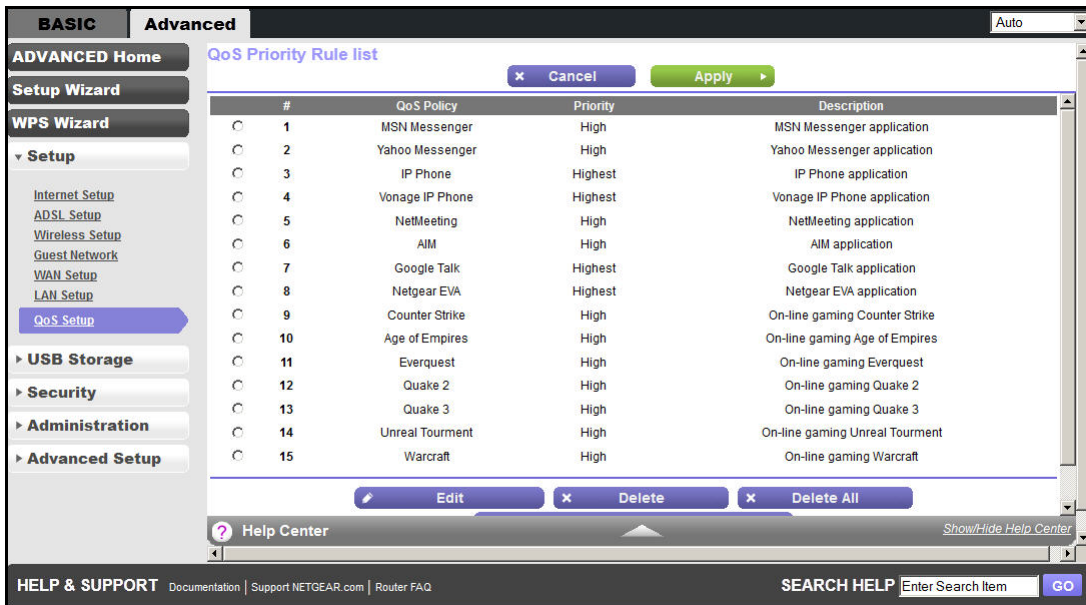 BASIC Advanced Auto
ADVANCED Home
Setup Wizard
WPS Wizard
Setup
Internet Setup
ADSL Setup
Wireless Setup
Guest Network
WAN Setup
LAN Setup
QoS Setup
USB Storage
Security
Administration
Advanced Setup
QoS Priority Rule list
Cancel Apply
# QoS Policy Priority Description
1 MSN Messenger High MSN Messenger application
2 Yahoo Messenger High Yahoo Messenger application
3 IP Phone Highest IP Phone application
4 Vonage IP Phone Highest Vonage IP Phone application
5 NetMeeting High NetMeeting application
6 AIM High AIM application
7 Google Talk Highest Google Talk application
8 Netgear EVA Highest Netgear EVA application
9 Counter Strike High On-line gaming Counter Strike
10 Age of Empires High On-line gaming Age of Empires
11 Everquest High On-line gaming Everquest
12 Quake 2 High On-line gaming Quake 2
13 Quake 3 High On-line gaming Quake 3
14 Unreal Tourment High On-line gaming Unreal Tourment
15 Warcraft High On-line gaming Warcraft
Edit Delete Delete All
? Help Center Show/Hide Help Center
HELP & SUPPORT Documentation | Support NETGEAR.com | Router FAQ SEARCH HELP Enter Search Item GO